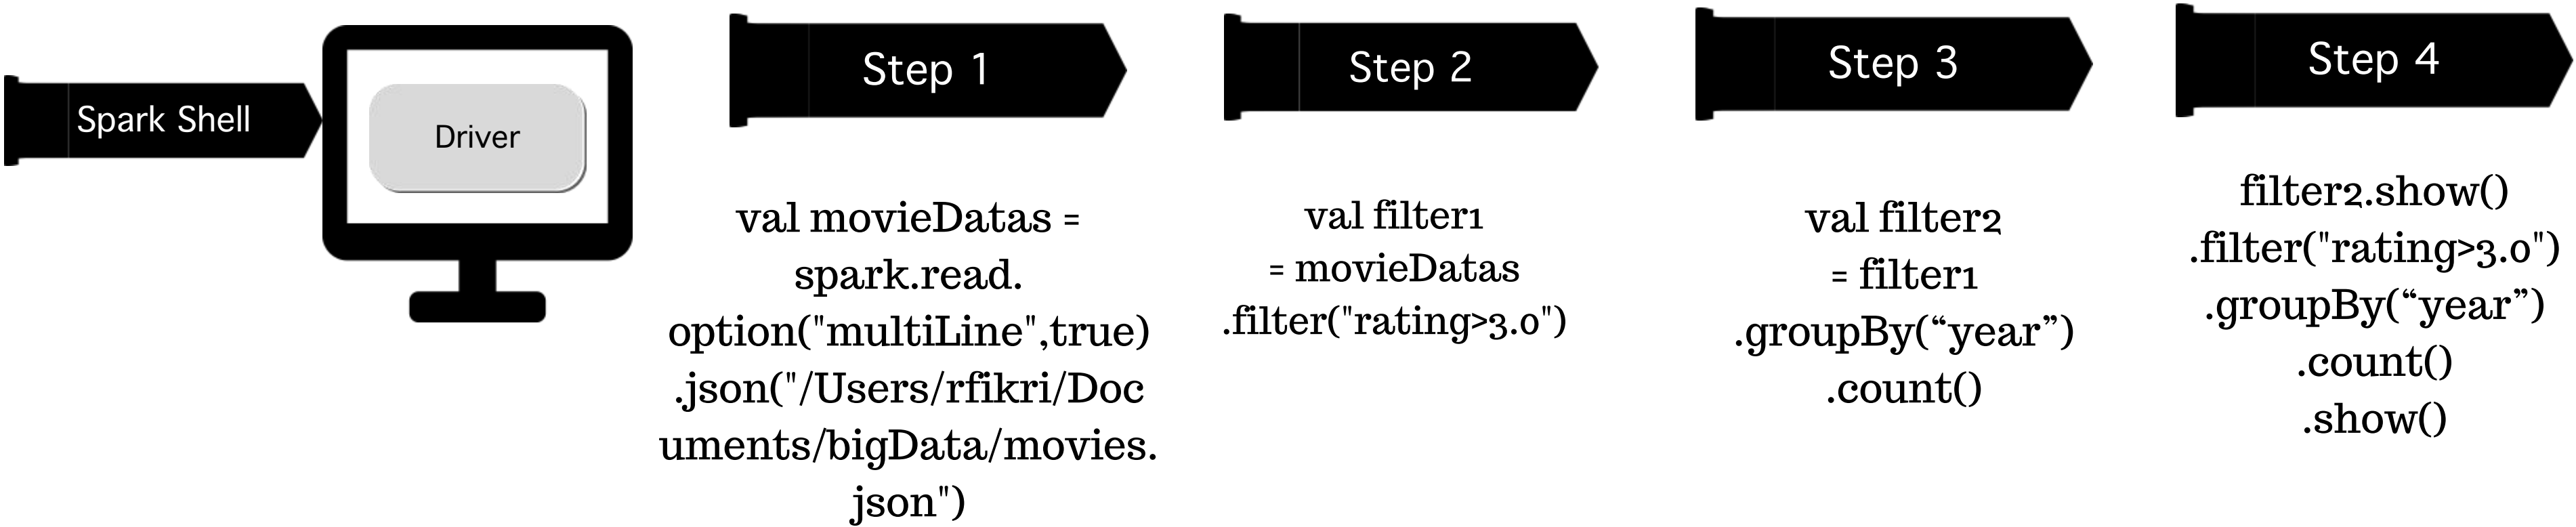 Spark Shell
Driver
Step 1
val movieDatas =
spark.read.
option("multiLine",true)
.json("/Users/rfikri/Doc
uments/bigData/movies.
json")
Step 2
val filter1
= movieDatas
.filter("rating>3.0")
Step 3
val filter2
= filter1
.groupBy(“year”)
.count()
Step 4
filter2.show()
.filter("rating>3.0")
.groupBy(“year”)
.count()
.show()